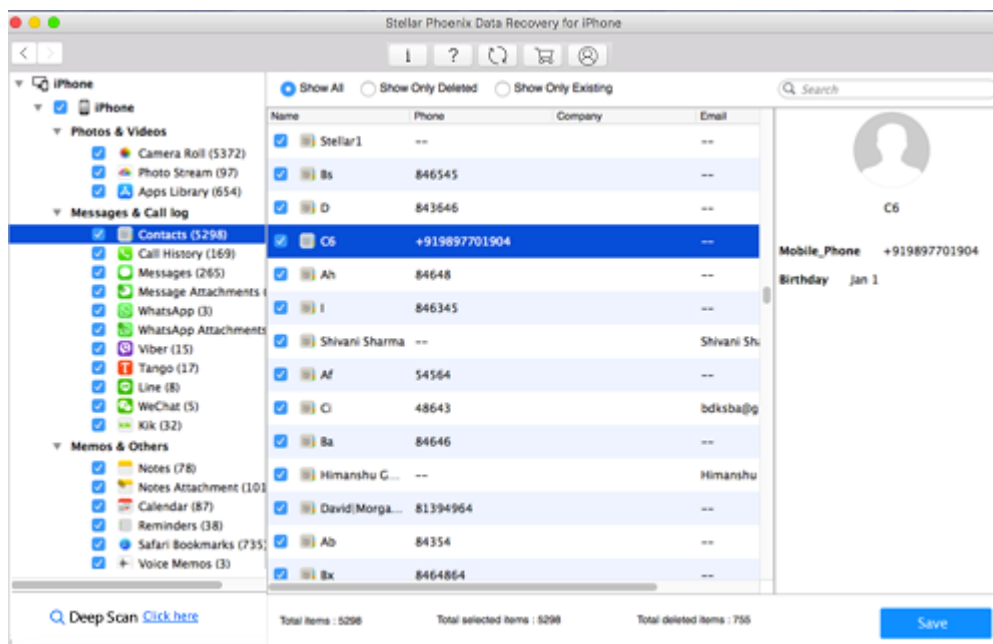 Stellar Phoenix Data Recovery for iPhone
i ?
iPhone
iPhone
Photos & Videos
Camera Roll (5372)
Photo Stream (97)
Apps Library (654)
Messages & Call log
Contacts (5298)
Call History (169)
Messages (265)
Message Attachments (
WhatsApp (3)
WhatsApp Attachments
Viber (15)
Tango (17)
Line (8)
WeChat (5)
Kik (32)
Memos & Others
Notes (78)
Notes Attachment (101
Calendar (87)
Reminders (38)
Safari Bookmarks (735)
Voice Memos (3)
Deep Scan Click here
Show All Show Only Deleted Show Only Existing
Name Phone Company Email
Stellar1 -- --
Bs 846545 --
D 843646 --
C6 +919897701904 --
Ah 84648 --
I 846345 --
Shivani Sharma -- Shivani Sha
Af 54564 --
Ci 48643 bdksba@g
Ba 84646 --
Himanshu G... -- Himanshu
David|Morga... 81394964 --
Ab 84354 --
Bx 8464864 --
Total items : 5298 Total selected items : 5298 Total deleted items : 755
Search
C6
Mobile_Phone +919897701904
Birthday Jan 1
Save